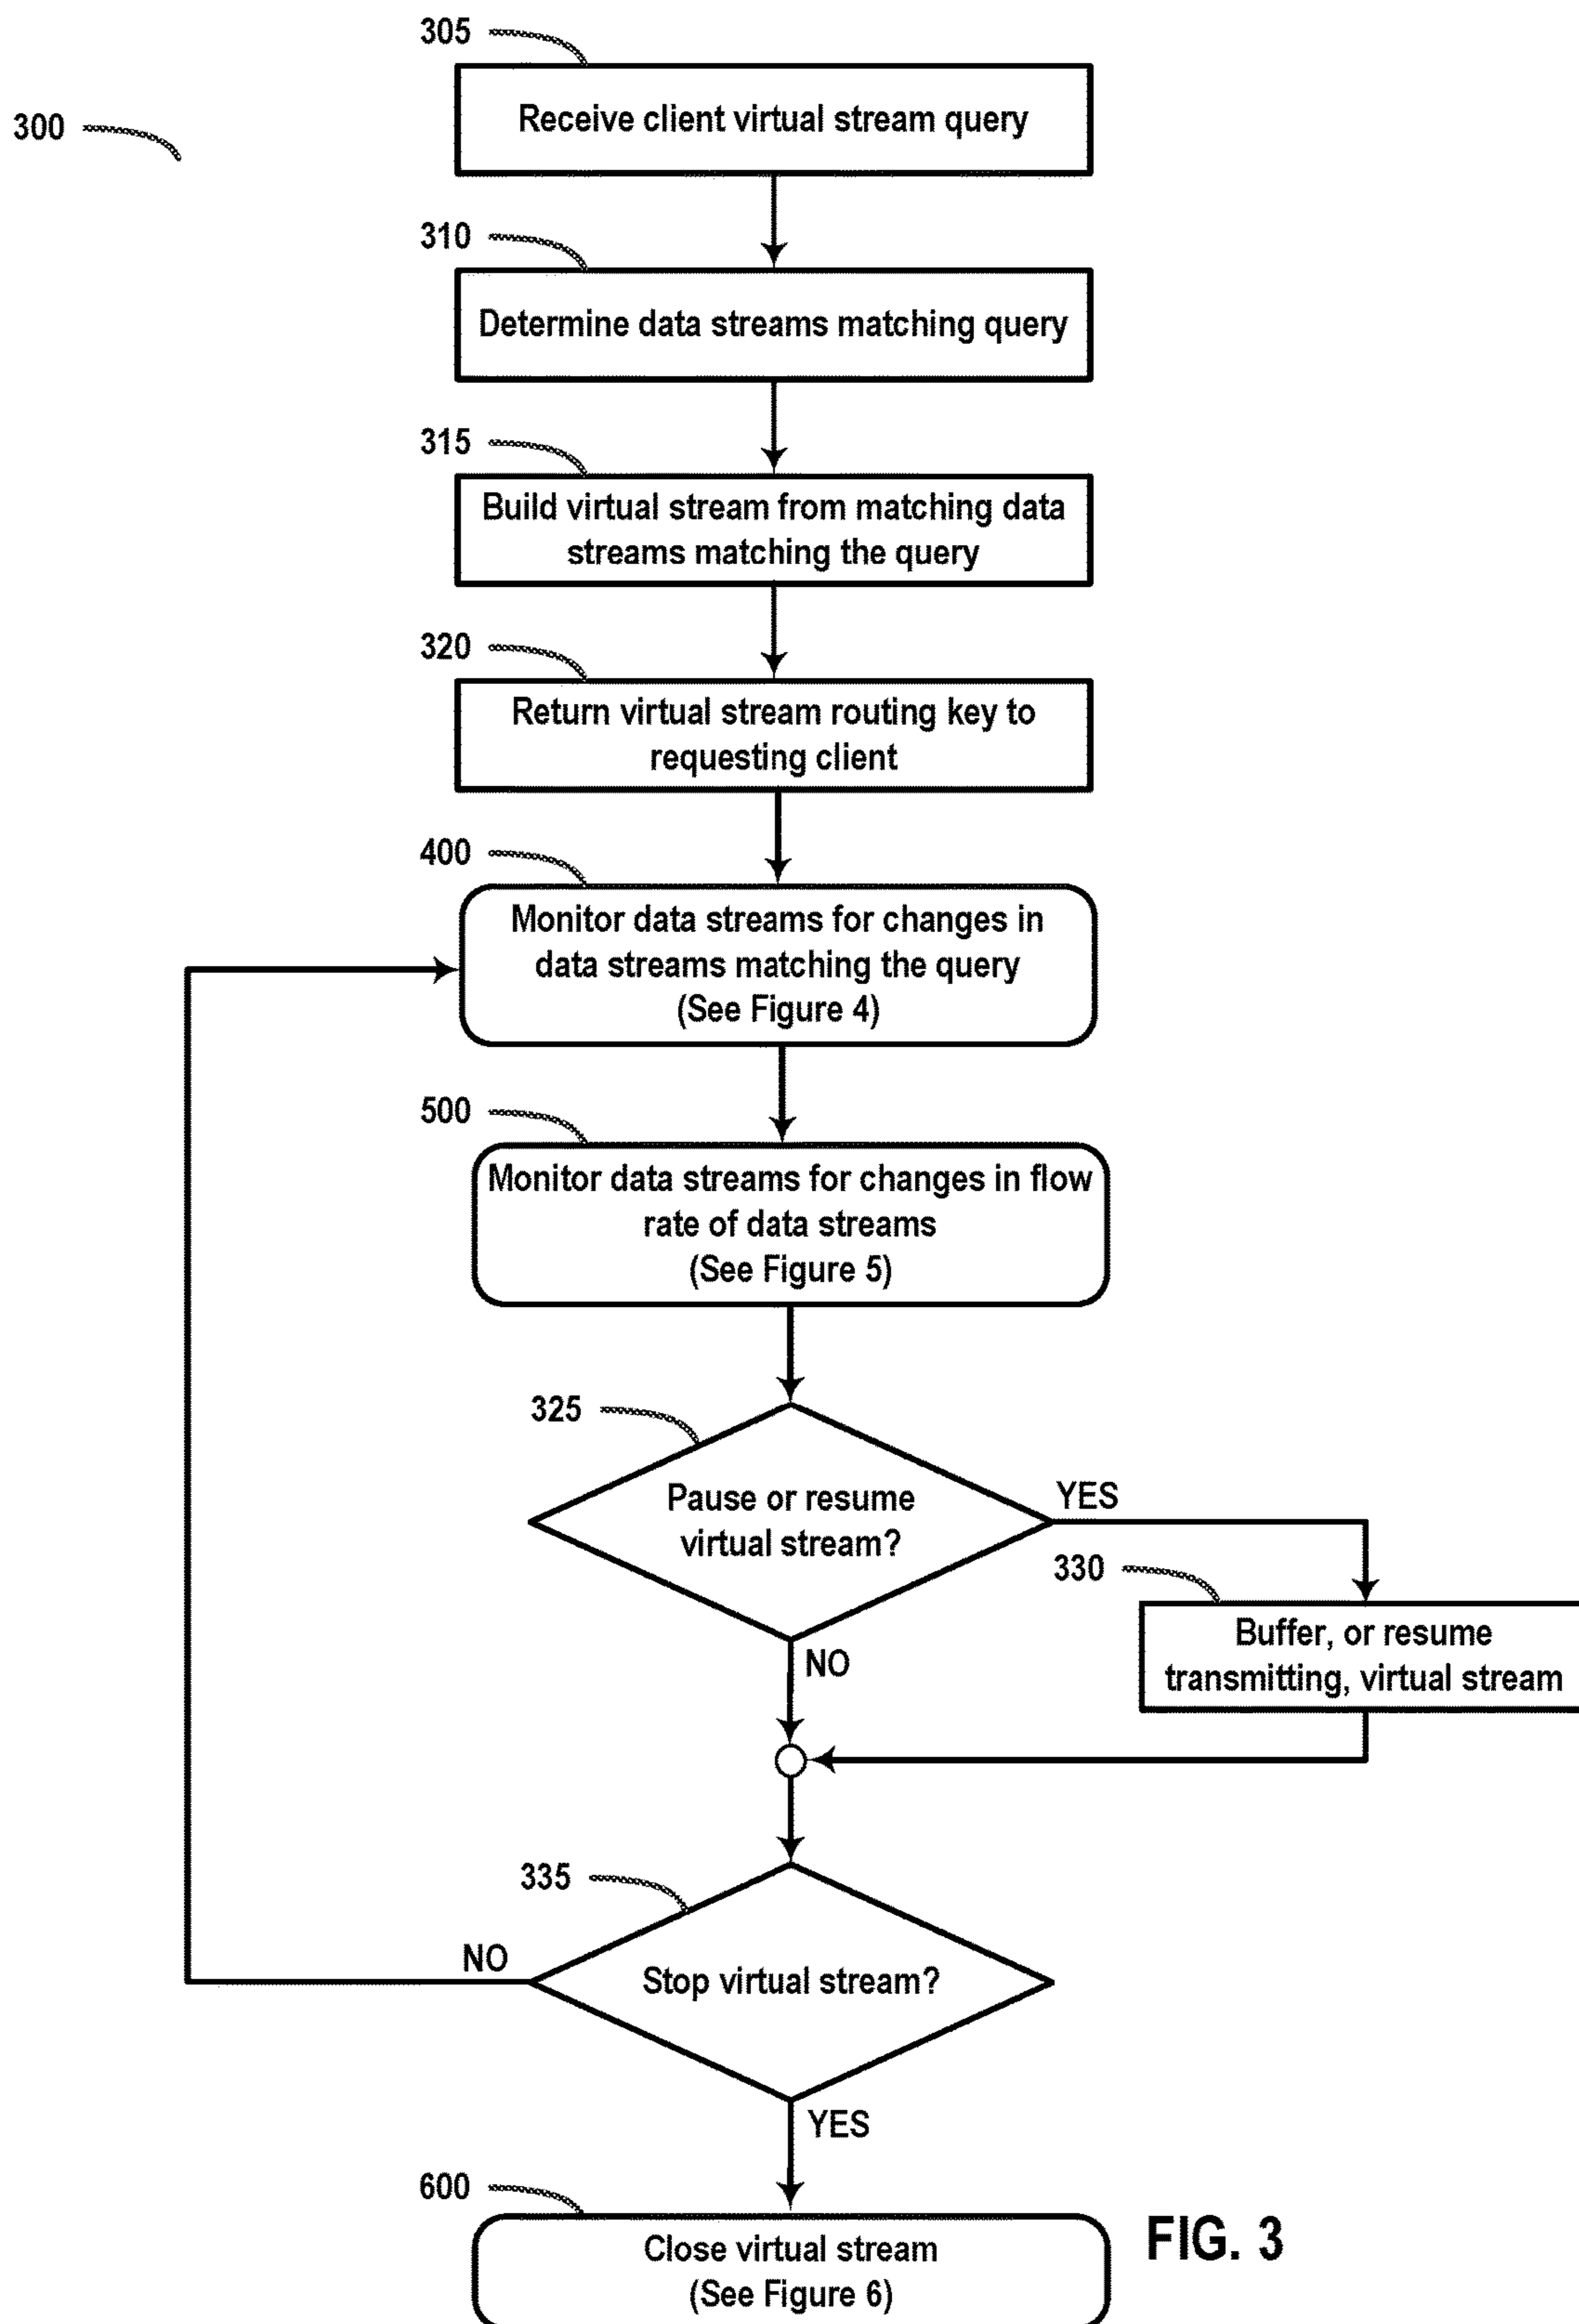 305
Receive client virtual stream query
300
310
Determine data streams matching query
315
Build virtual stream from matching data
streams matching the query
320
Return virtual stream routing key to
requesting client
400
Monitor data streams for changes in
data streams matching the query
(See Figure 4)
500
Monitor data streams for changes in flow
rate of data streams
(See Figure 5)
325
Pause or resume
virtual stream?
YES
330
Buffer, or resume
transmitting, virtual stream
NO
335
Stop virtual stream?
NO
YES
600
Close virtual stream
(See Figure 6)
FIG. 3